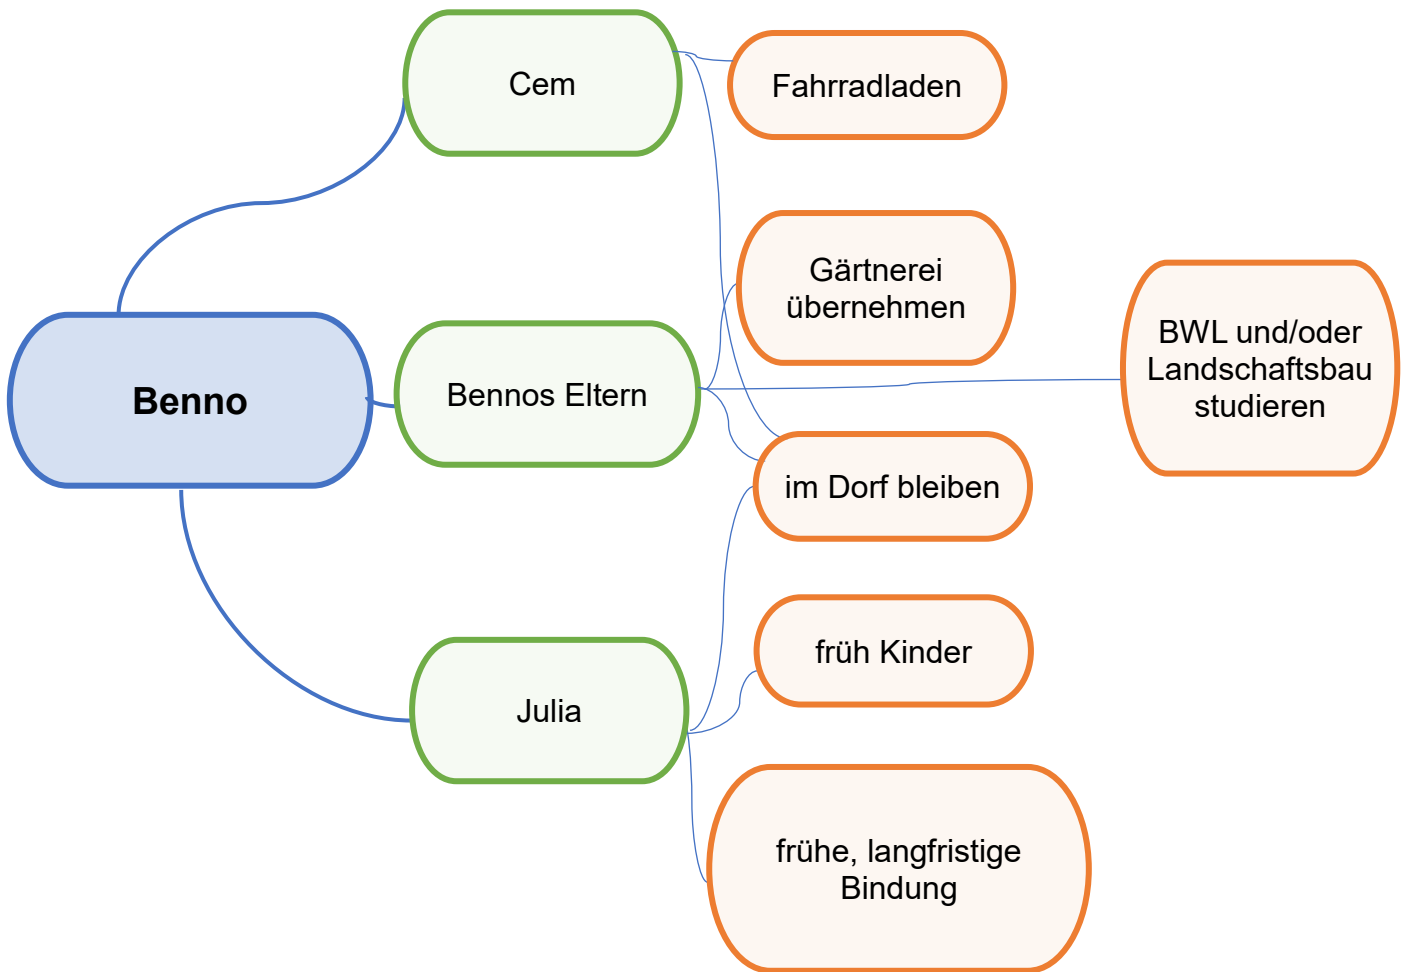 Cem
Fahrradladen
Gärtnerei
übernehmen
BWL und/oder
Landschaftsbau
studieren
Benno
Bennos Eltern
im Dorf bleiben
früh Kinder
Julia
frühe, langfristige
Bindung